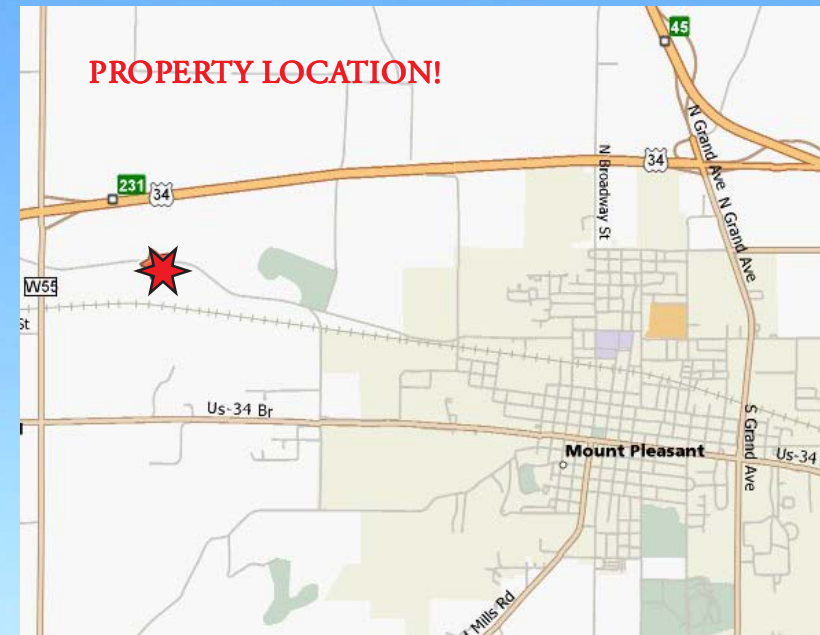 PROPERTY LOCATION!
45
N Grand Ave
N Broadway St
34
231
34
N Grand Ave
W55
St
Us-34 Br
S Grand Ave
Mount Pleasant
Us-34
Mills Rd